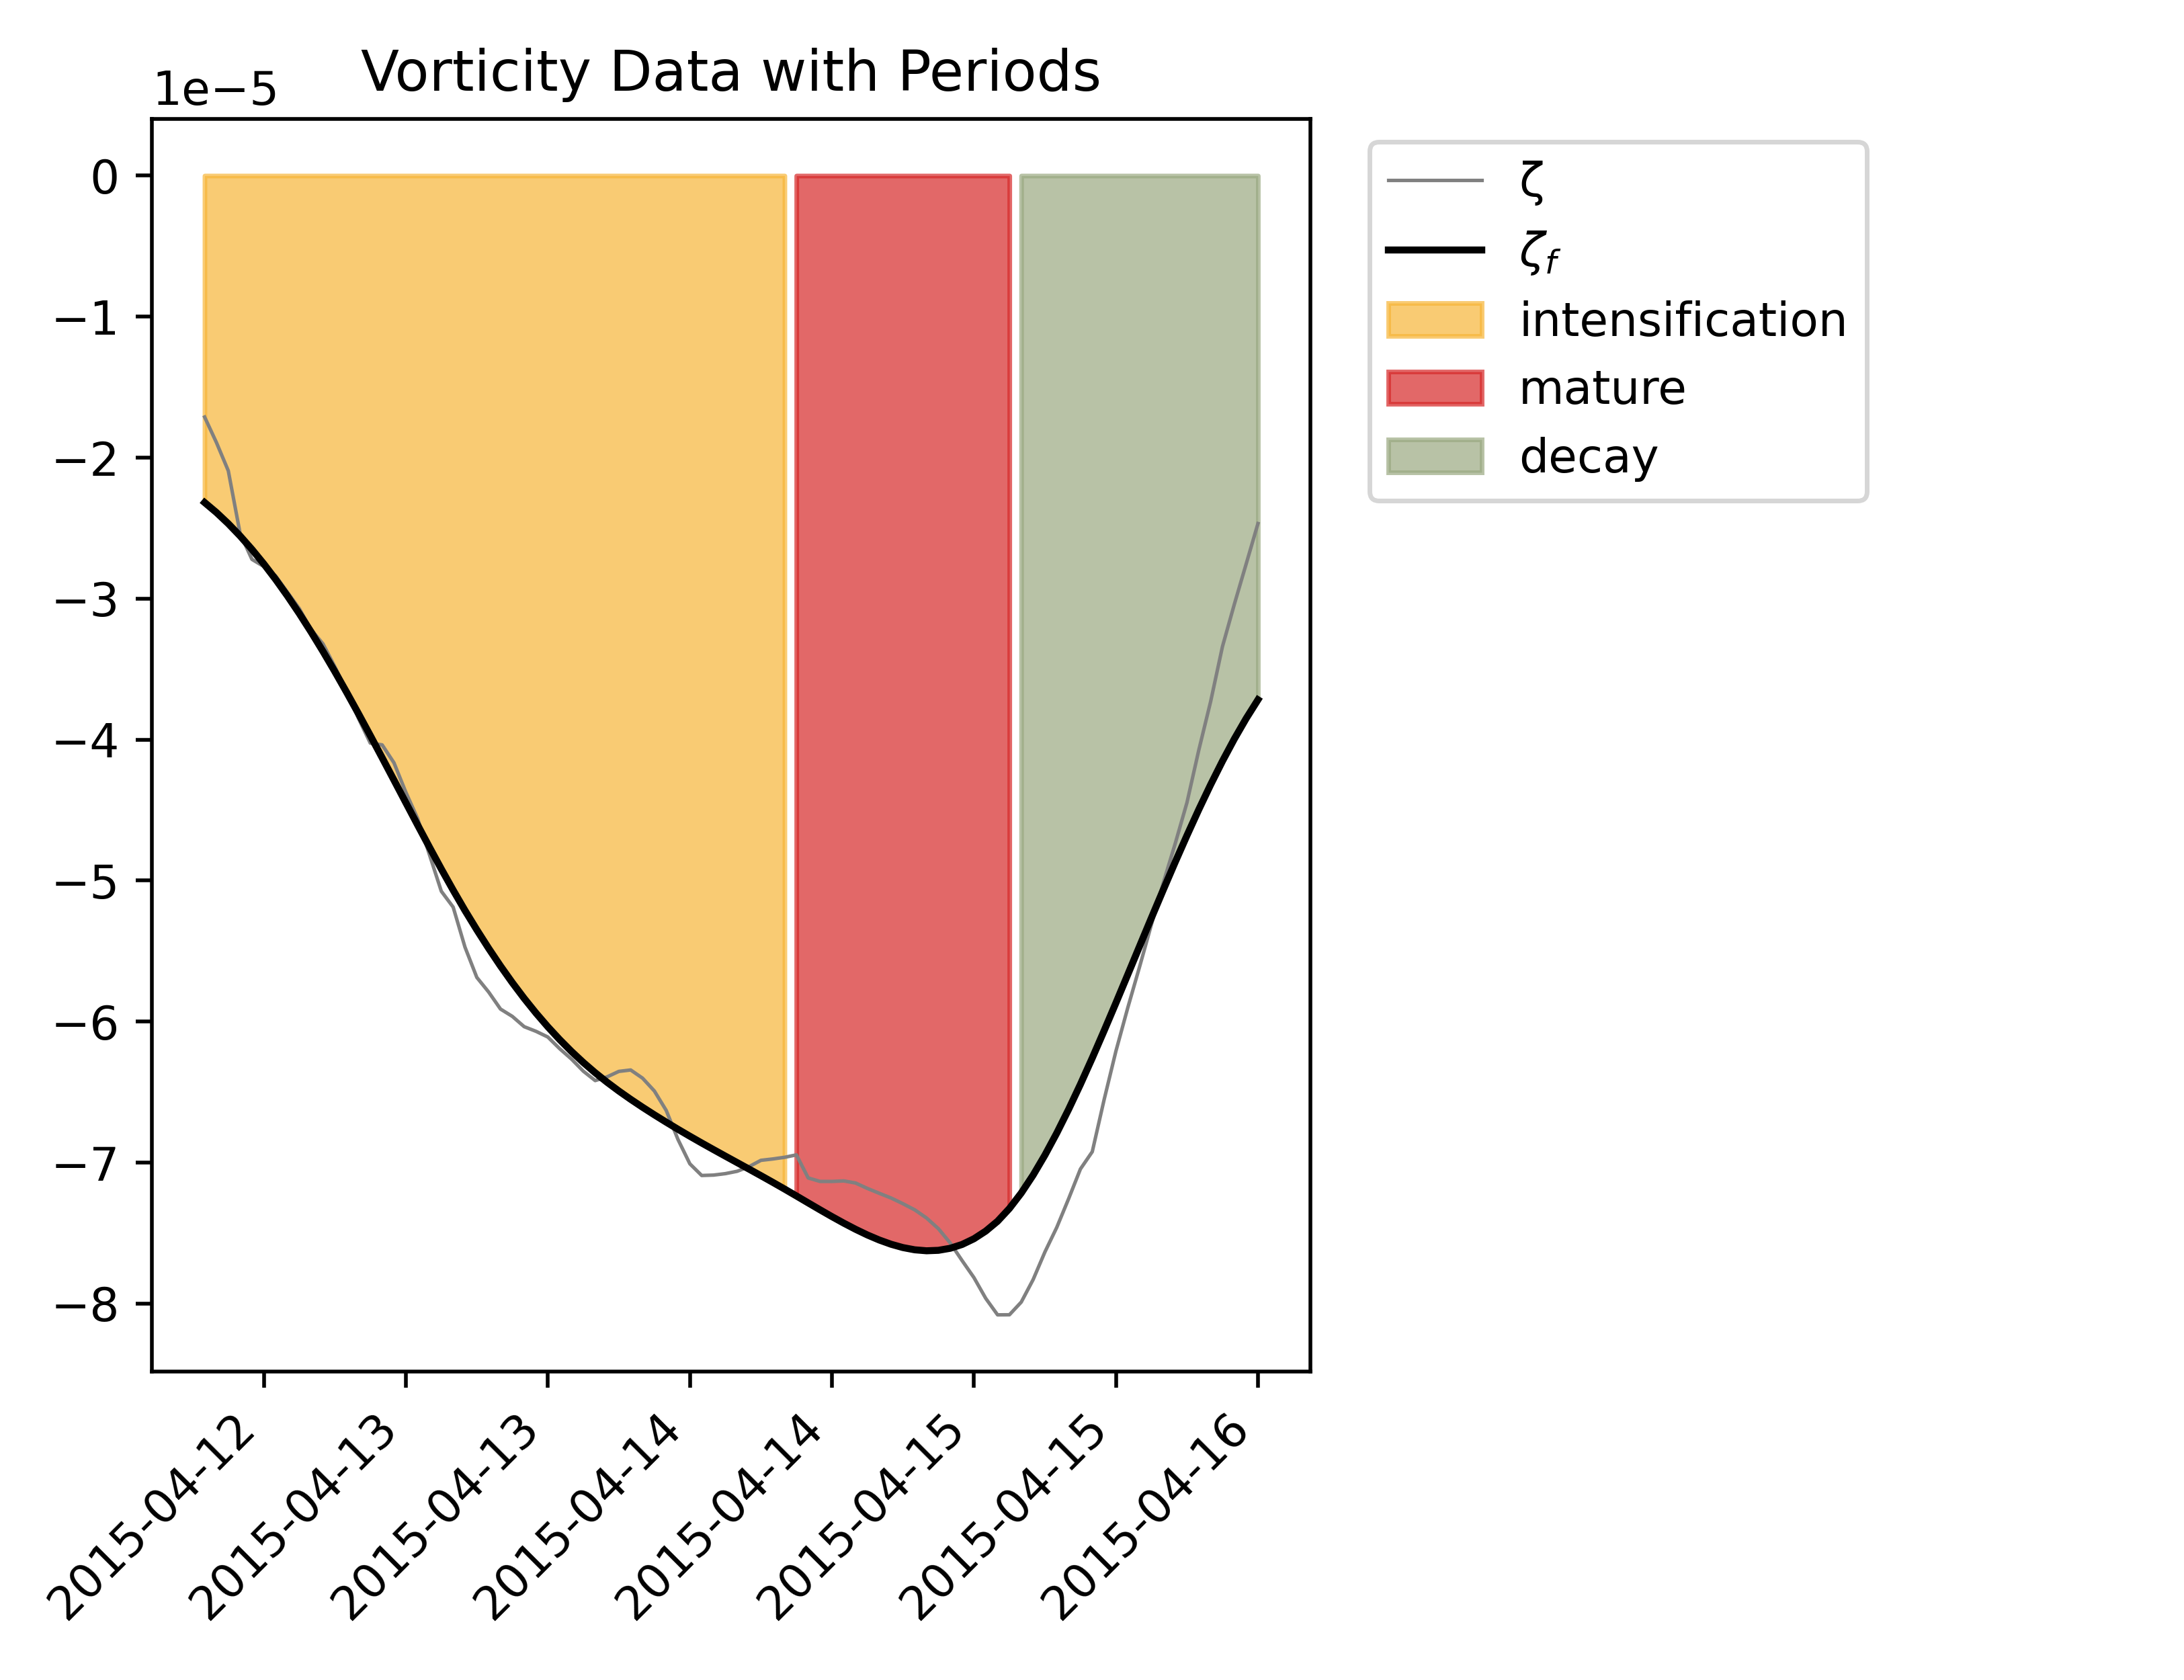 Vorticity Data with Periods
1e−5
0
−1
−2
−3
−4
−5
−6
−7
−8
2015-04-12
2015-04-13
2015-04-13
2015-04-14
2015-04-14
2015-04-15
2015-04-15
2015-04-16
ζ
ζf
intensification
mature
decay